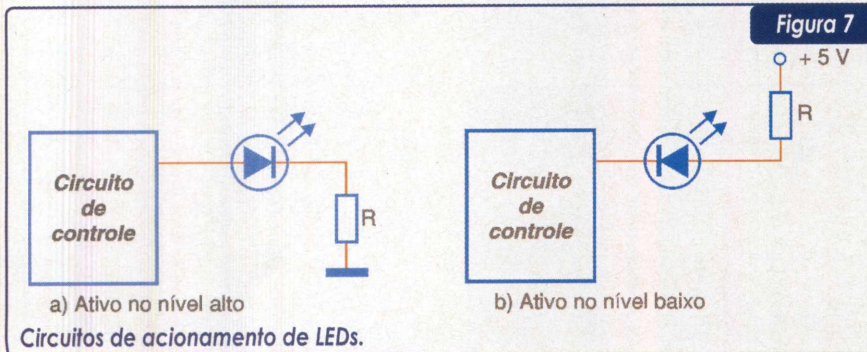 Figura 7
+ 5 V
R
Circuito
de
controle
R
Circuito
de
controle
a) Ativo no nível alto
b) Ativo no nível baixo
Circuitos de acionamento de LEDs.